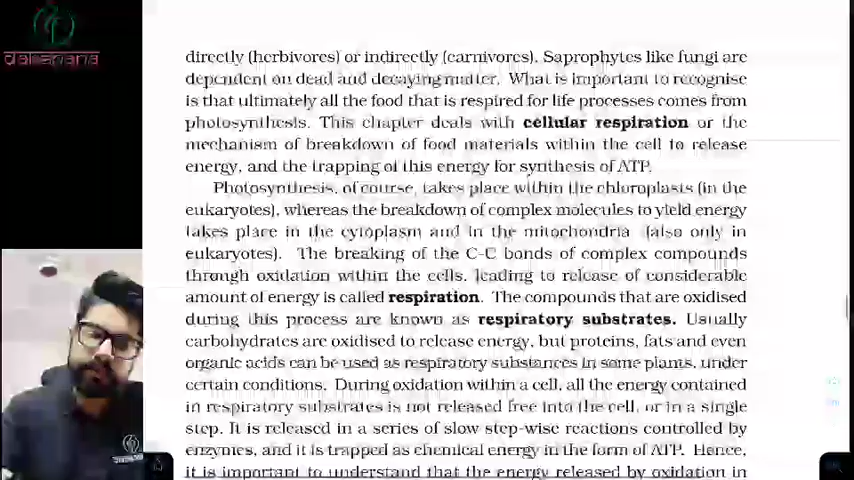 dakshana
directly (herbivores) or indirectly (carnivores). Saprophytes like fungi are
dependent on dead and decaying matter. What is important to recognise
is that ultimately all the food that is respired for life processes comes from
photosynthesis. This chapter deals with cellular respiration or the
mechanism of breakdown of food materials within the cell to release
energy, and the trapping of this energy for synthesis of ATP.
Photosynthesis, of course, takes place within the chloroplasts (in the
eukaryotes), whereas the breakdown of complex molecules to yield energy
takes place in the cytoplasm and in the mitochondria (also only in
eukaryotes). The breaking of the C-C bonds of complex compounds
through oxidation within the cells, leading to release of considerable
amount of energy is called respiration. The compounds that are oxidised
during this process are known as respiratory substrates. Usually
carbohydrates are oxidised to release energy, but proteins, fats and even
organic acids can be used as respiratory substances in some plants, under
certain conditions. During oxidation within a cell, all the energy contained
in respiratory substrates is not released free into the cell, or in a single
step. It is released in a series of slow step-wise reactions controlled by
enzymes, and it is trapped as chemical energy in the form of ATP. Hence,
it is important to understand that the energy released by oxidation in